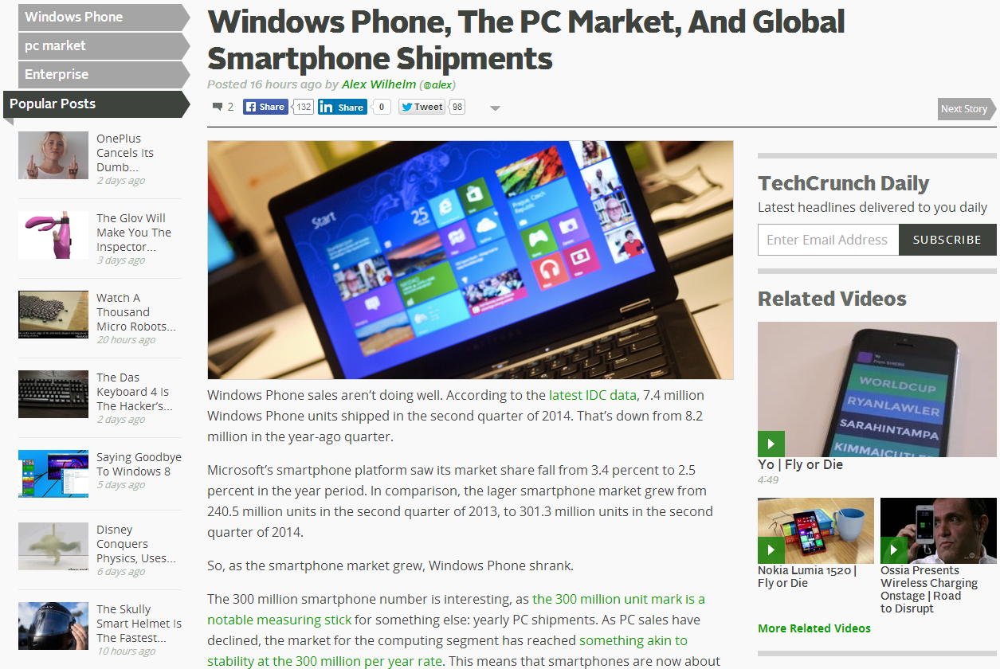 Windows Phone
pc market
Enterprise
Popular Posts
OnePlus
Cancels Its
Dumb...
2 days ago
The Glov Will
Make You The
Inspector...
3 days ago
Watch A
Thousand
Micro Robots...
20 hours ago
The Das
Keyboard 4 Is
The Hacker's...
2 days ago
Saying Goodbye
To Windows 8
5 days ago
Disney
Conquers
Physics, Uses...
6 days ago
The Skully
Smart Helmet Is
The Fastest...
10 hours ago
Windows Phone, The PC Market, And Global
Smartphone Shipments
Posted 16 hours ago by Alex Wilhelm (@alex)
2 Share 132 in Share 0 Tweet 98
Next Story
Start
25
Prague, Czech
Republic
Windows Phone sales aren't doing well. According to the latest IDC data, 7.4 million
Windows Phone units shipped in the second quarter of 2014. That's down from 8.2
million in the year-ago quarter.
Microsoft's smartphone platform saw its market share fall from 3.4 percent to 2.5
percent in the year period. In comparison, the lager smartphone market grew from
240.5 million units in the second quarter of 2013, to 301.3 million units in the second
quarter of 2014.
So, as the smartphone market grew, Windows Phone shrank.
The 300 million smartphone number is interesting, as the 300 million unit mark is a
notable measuring stick for something else: yearly PC shipments. As PC sales have
declined, the market for the computing segment has reached something akin to
stability at the 300 million per year rate. This means that smartphones are now about
TechCrunch Daily
Latest headlines delivered to you daily
Enter Email Address SUBSCRIBE
Related Videos
Yo
From SHIEBS
WORLDCUP
RYANLAWLER
SARAHINTAMPA
KIMMAICUTLER
Yo | Fly or Die
4:49
Nokia Lumia 1520 |
Fly or Die
Ossia Presents
Wireless Charging
Onstage | Road
to Disrupt
More Related Videos